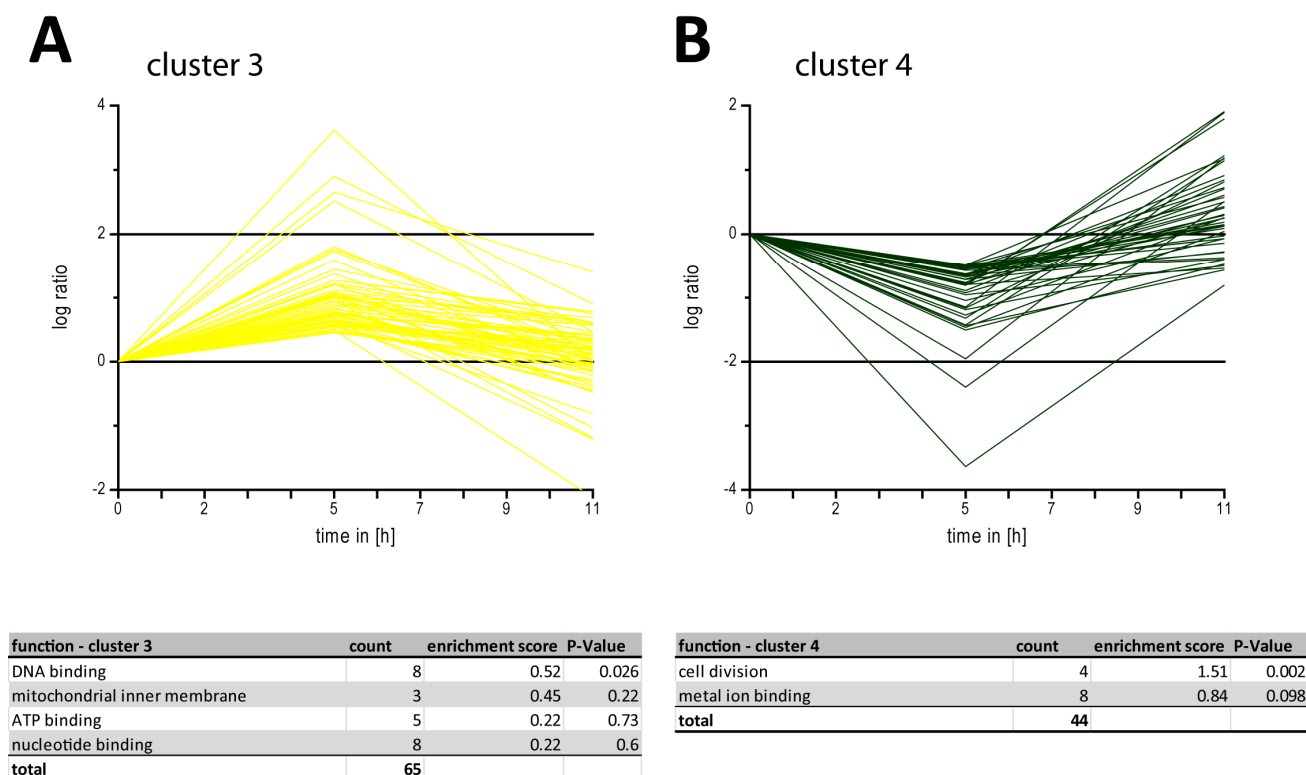 A
cluster 3
4
2
0
-2
log ratio
0 2 5 7 9 11
time in [h]
B
cluster 4
2
0
-2
-4
log ratio
0 2 5 7 9 11
time in [h]
function - cluster 3 count enrichment score P-Value
DNA binding 8 0.52 0.026
mitochondrial inner membrane 3 0.45 0.22
ATP binding 5 0.22 0.73
nucleotide binding 8 0.22 0.6
total 65
function - cluster 4 count enrichment score P-Value
cell division 4 1.51 0.002
metal ion binding 8 0.84 0.098
total 44